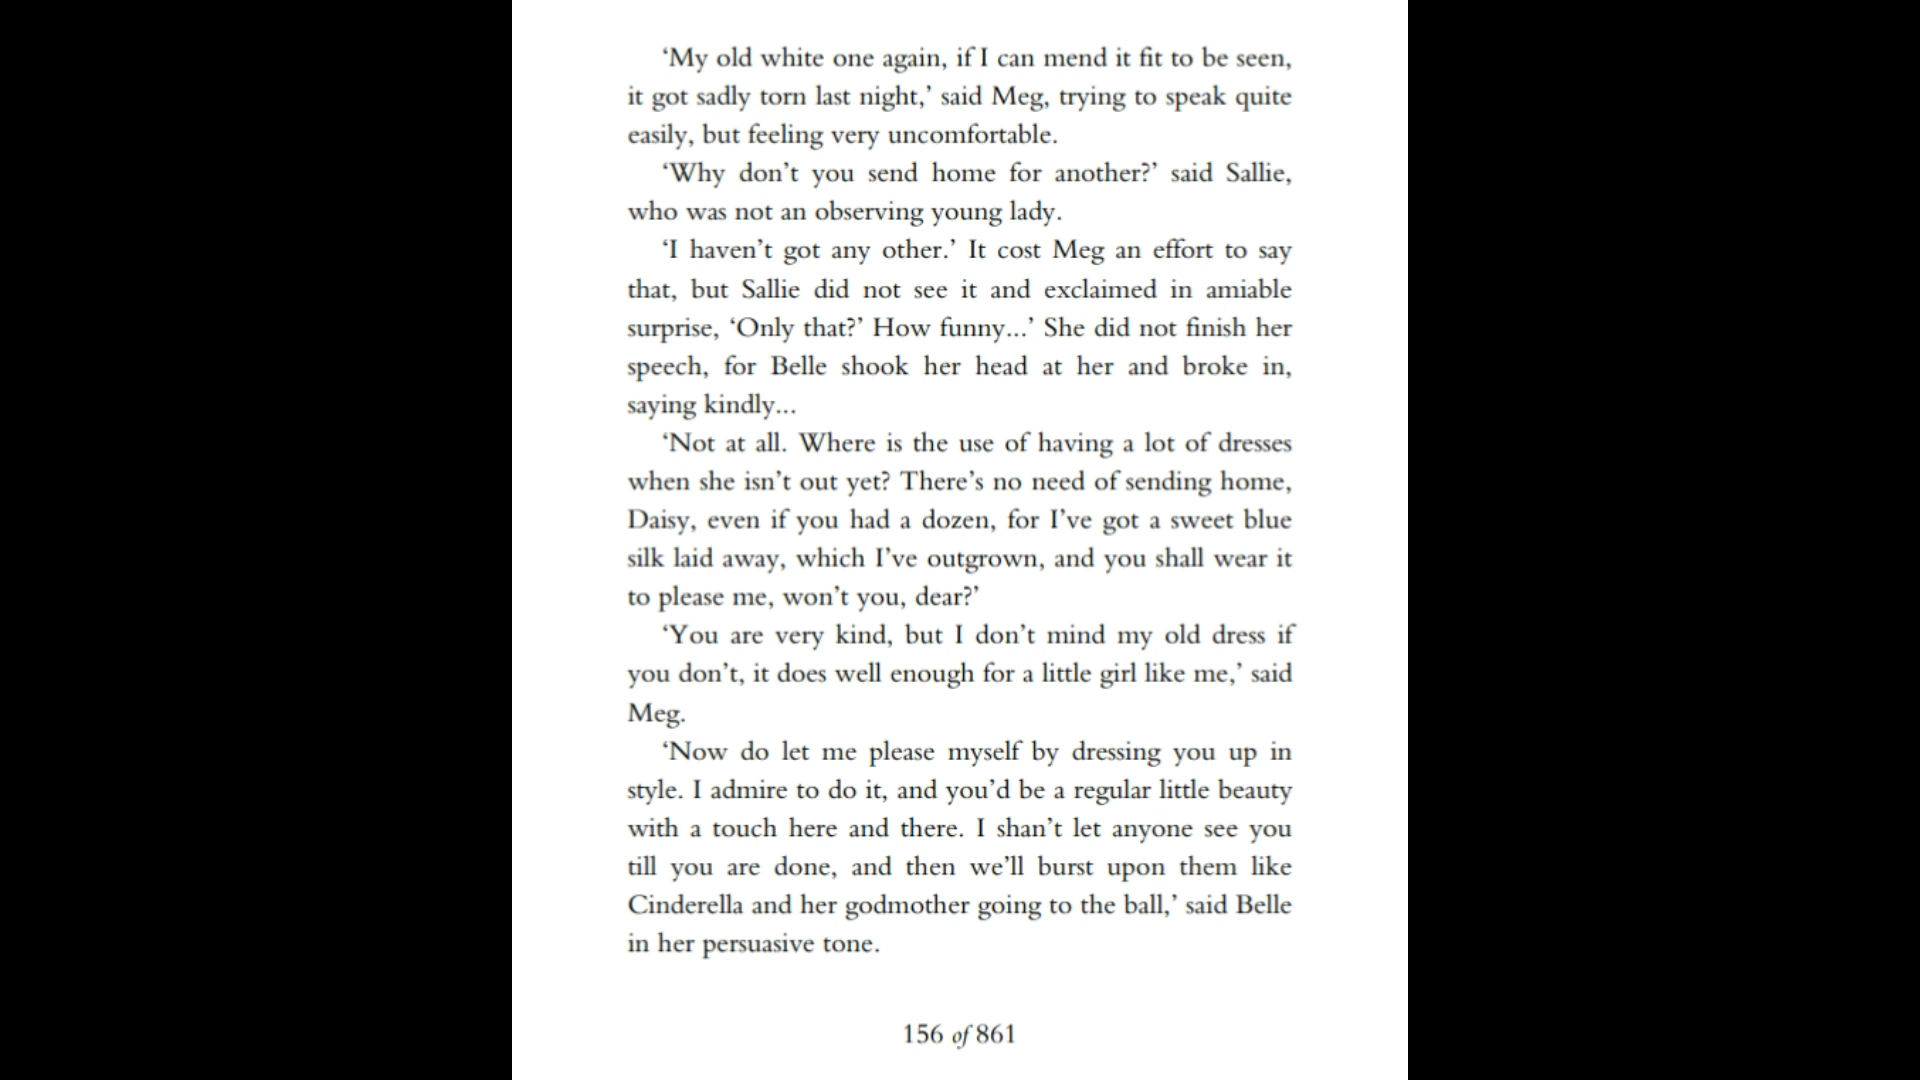 ‘My old white one again, if I can mend it fit to be seen,
it got sadly torn last night,’ said Meg, trying to speak quite
easily, but feeling very uncomfortable.
‘Why don’t you send home for another?’ said Sallie,
who was not an observing young lady.
‘I haven’t got any other.’ It cost Meg an effort to say
that, but Sallie did not see it and exclaimed in amiable
surprise, ‘Only that?’ How funny...’ She did not finish her
speech, for Belle shook her head at her and broke in,
saying kindly...
‘Not at all. Where is the use of having a lot of dresses
when she isn’t out yet? There’s no need of sending home,
Daisy, even if you had a dozen, for I’ve got a sweet blue
silk laid away, which I’ve outgrown, and you shall wear it
to please me, won’t you, dear?’
‘You are very kind, but I don’t mind my old dress if
you don’t, it does well enough for a little girl like me,’ said
Meg.
‘Now do let me please myself by dressing you up in
style. I admire to do it, and you’d be a regular little beauty
with a touch here and there. I shan’t let anyone see you
till you are done, and then we’ll burst upon them like
Cinderella and her godmother going to the ball,’ said Belle
in her persuasive tone.
156 of 861